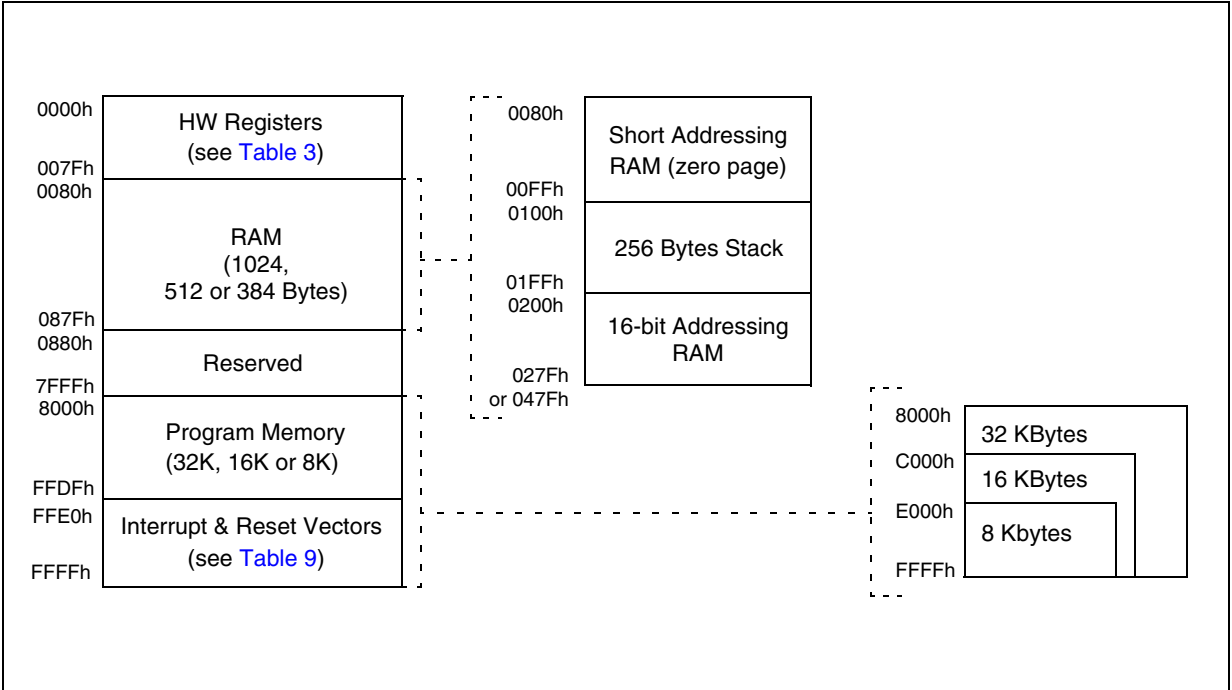 0000h
HW Registers
(see Table 3)
007Fh
0080h
RAM
(1024,
512 or 384 Bytes)
087Fh
0880h
Reserved
7FFFh
8000h
Program Memory
(32K, 16K or 8K)
FFDFh
FFE0h
Interrupt & Reset Vectors
(see Table 9)
FFFFh
0080h
Short Addressing
RAM (zero page)
00FFh
0100h
256 Bytes Stack
01FFh
0200h
16-bit Addressing
RAM
027Fh
or 047Fh
8000h
32 KBytes
C000h
16 KBytes
E000h
8 Kbytes
FFFFh